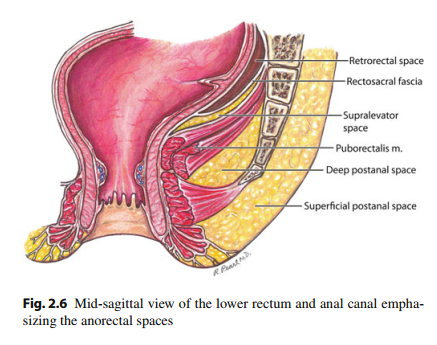 Retrorectal space
Rectosacral fascia
Supralevator
space
Puborectalis m.
Deep postanal space
Superficial postanal space
Fig. 2.6 Mid-sagittal view of the lower rectum and anal canal empha-
sizing the anorectal spaces